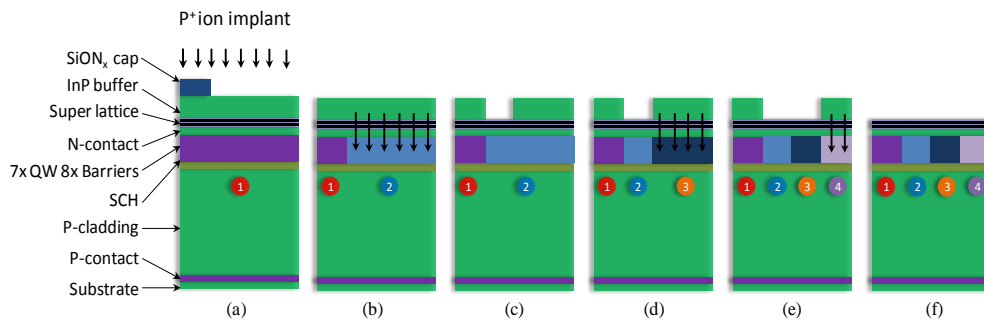 P+ ion implant
SiONx cap
InP buffer
Super lattice
N-contact
7x QW 8x Barriers
SCH
P-cladding
P-contact
Substrate
1
1 2
1 2
1 2 3
1 2 3 4
1 2 3 4
(a) (b) (c) (d) (e) (f)